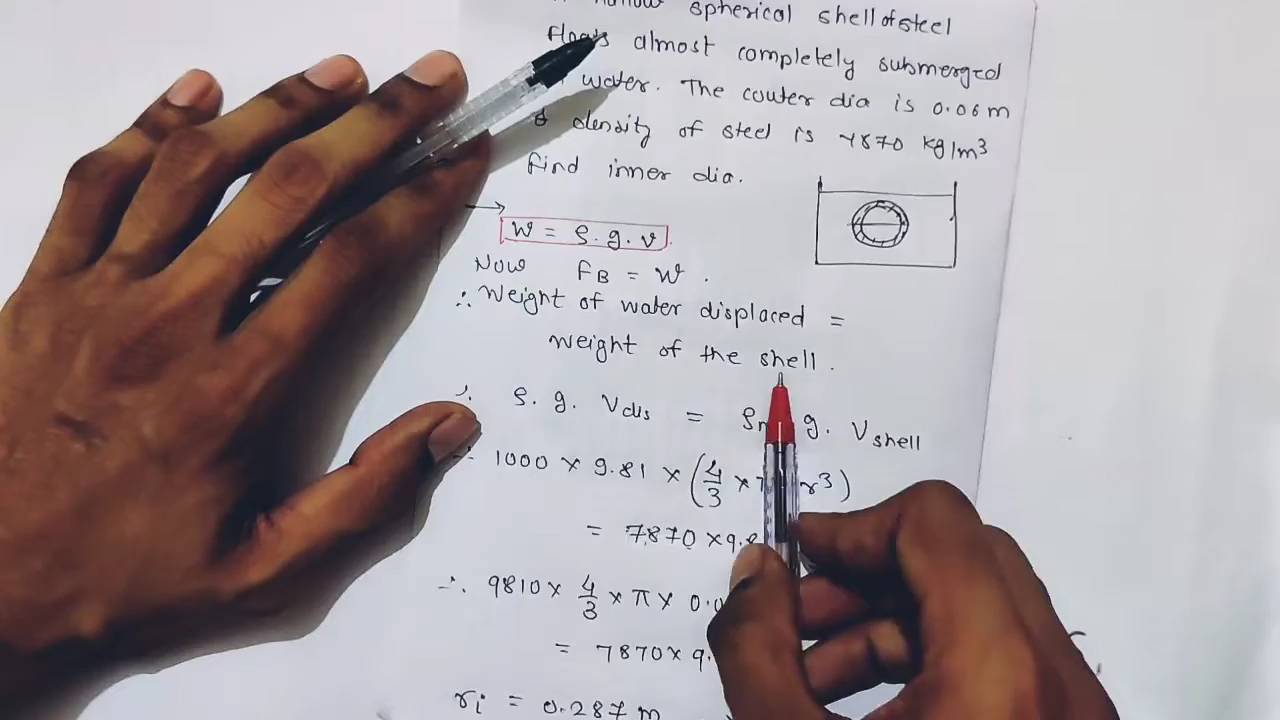 spherical shell of steel
floats almost completely submerged
water. The couter dia is 0.06 m
& density of steel is 7870 kg/m³
find inner dia.
→
W = ρ.g.v
Now FB = W.
∴ Weight of water displaced =
weight of the shell.
∴ ρ. g. Vdis = g. Vshell
∴ 1000 × 9.81 × (4/3 × r³)
= 7870 × 9.
∴ 9810 × 4/3 × π × 0.0
= 7870 × 9.
ri = 0.287 m